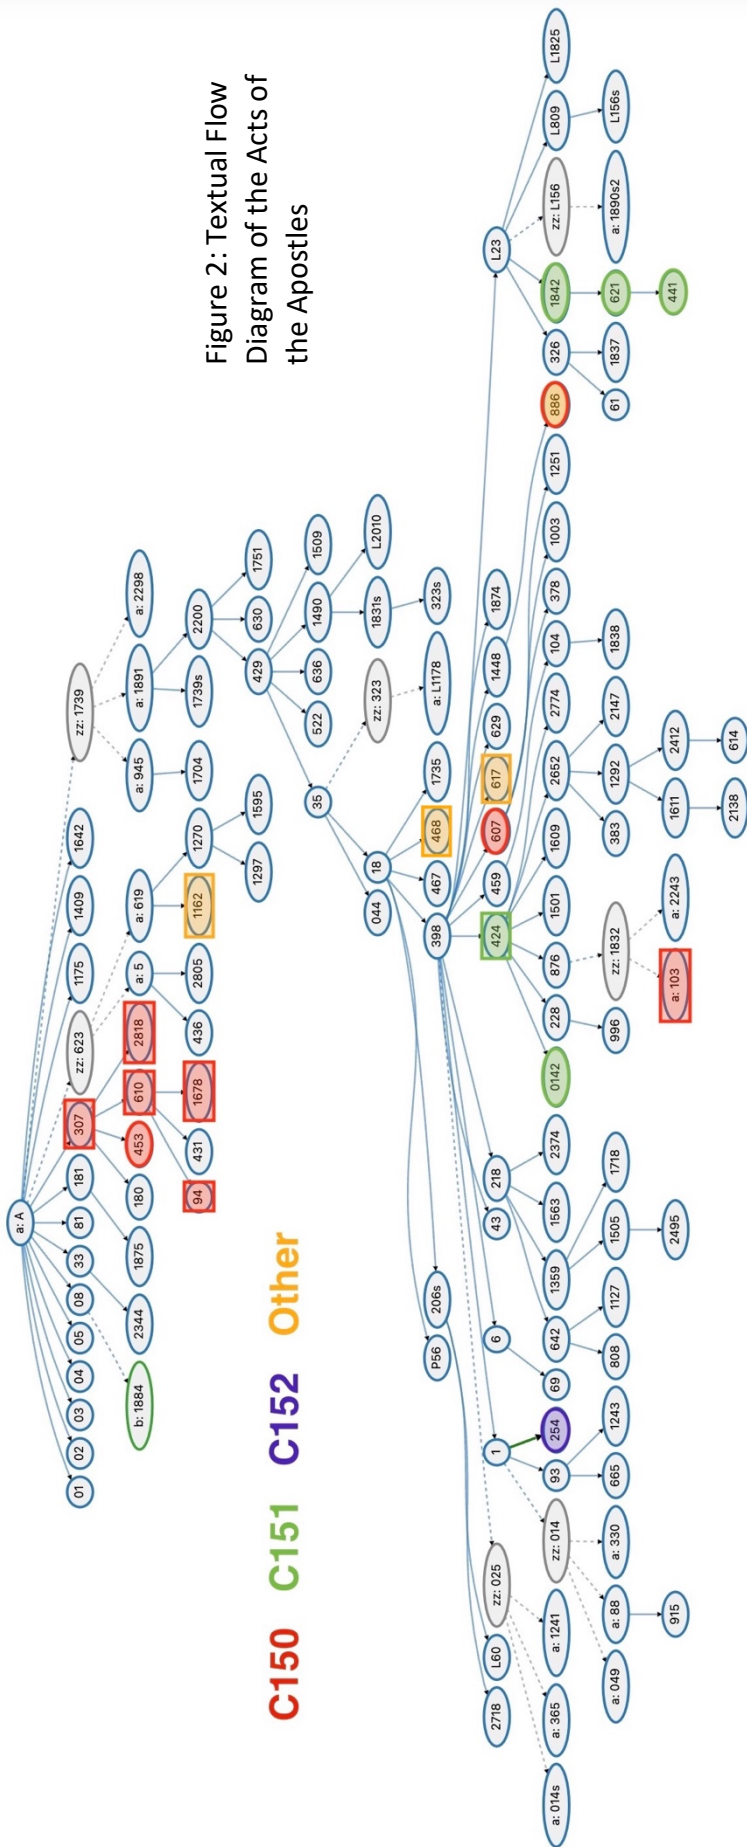 a: A
01 02 03 04 05 08 33 81 181 307 zz: 623 1175 1409 1642 zz: 1739
b: 1884 2344 1875 180 453 610 2818 a: 5 a: 619 a: 945 a: 1891 a: 2298
94 431 1678 436 2805 1162 1270 1704 1739s 2200
Figure 2: Textual Flow
Diagram of the Acts of
the Apostles
1297 1595 429 630 1751
C150 C151 C152 Other
35 522 636 1490 1509
044 18 zz: 323 1831s L2010
P56 206s 398 467 468 1735 a: L1178 323s
2718 L60 zz: 025 1 6 43 218 424 459 607 617 629 1448 1874 L23
a: 014s a: 365 a: 1241 zz: 014 93 254 69 642 1359 1563 2374 0142 228 876 1501 1609 2652 2774 104 378 1003 1251 886 326 1842 zz: L156 L809 L1825
a: 049 a: 88 a: 330 665 1243 808 1127 1505 1718 996 zz: 1832 383 1292 2147 1838 61 1837 621 a: 1890s2 L156s
915 2495 a: 103 a: 2243 1611 2412 441
2138 614